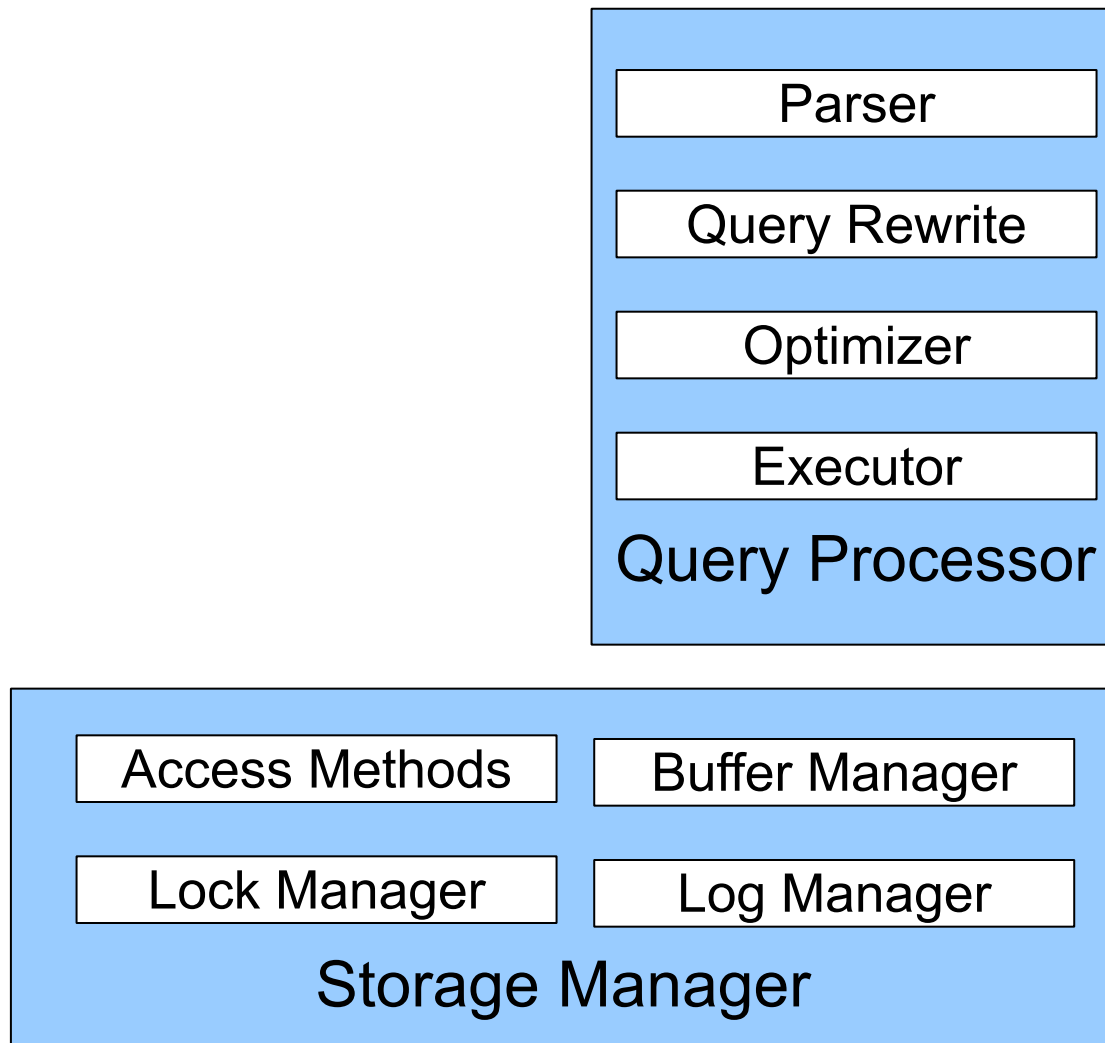 Parser
Query Rewrite
Optimizer
Executor
Query Processor
Access Methods
Buffer Manager
Lock Manager
Log Manager
Storage Manager